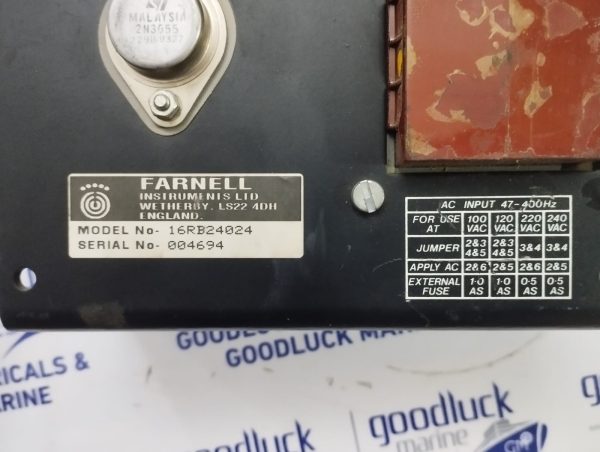 MALAYSIA
2N3055
FARNELL
INSTRUMENTS LTD
WETHERBY. LS22 4DH
ENGLAND.
MODEL No- 16RB24024
SERIAL No- 004694
AC INPUT 47-400Hz
FOR USE AT 100 VAC 120 VAC 220 VAC 240 VAC
JUMPER 2&3 4&5 2&3 4&5 3&4 3&4
APPLY AC 2&6 2&5 2&6 2&5
EXTERNAL FUSE 1·0 AS 1·0 AS 0·5 AS 0·5 AS
GOODLUCK MARINE
ICALS &
ARINE
goodluck
marine
goodluck